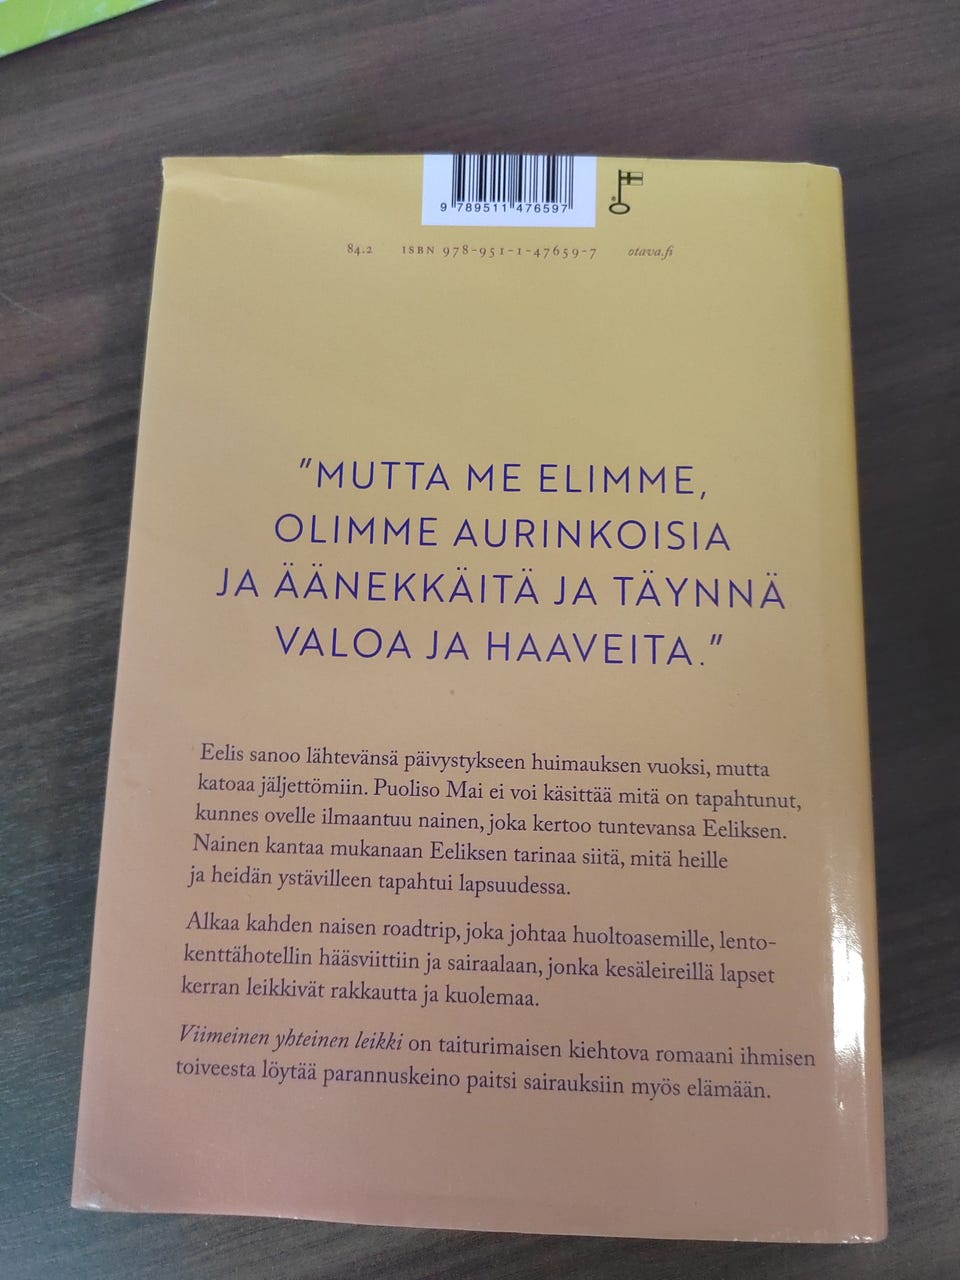 9 789511 476597
84.2 ISBN 978-951-1-47659-7 otava.fi
"MUTTA ME ELIMME,
OLIMME AURINKOISIA
JA ÄÄNEKKÄITÄ JA TÄYNNÄ
VALOA JA HAAVEITA."
Eelis sanoo lähtevänsä päivystykseen huimauksen vuoksi, mutta
katoaa jäljettömiin. Puoliso Mai ei voi käsittää mitä on tapahtunut,
kunnes ovelle ilmaantuu nainen, joka kertoo tuntevansa Eeliksen.
Nainen kantaa mukanaan Eeliksen tarinaa siitä, mitä heille
ja heidän ystävilleen tapahtui lapsuudessa.
Alkaa kahden naisen roadtrip, joka johtaa huoltoasemille, lento-
kenttähotellin hääsviittiin ja sairaalaan, jonka kesäleireillä lapset
kerran leikkivät rakkautta ja kuolemaa.
Viimeinen yhteinen leikki on taiturimaisen kiehtova romaani ihmisen
toiveesta löytää parannuskeino paitsi sairauksiin myös elämään.